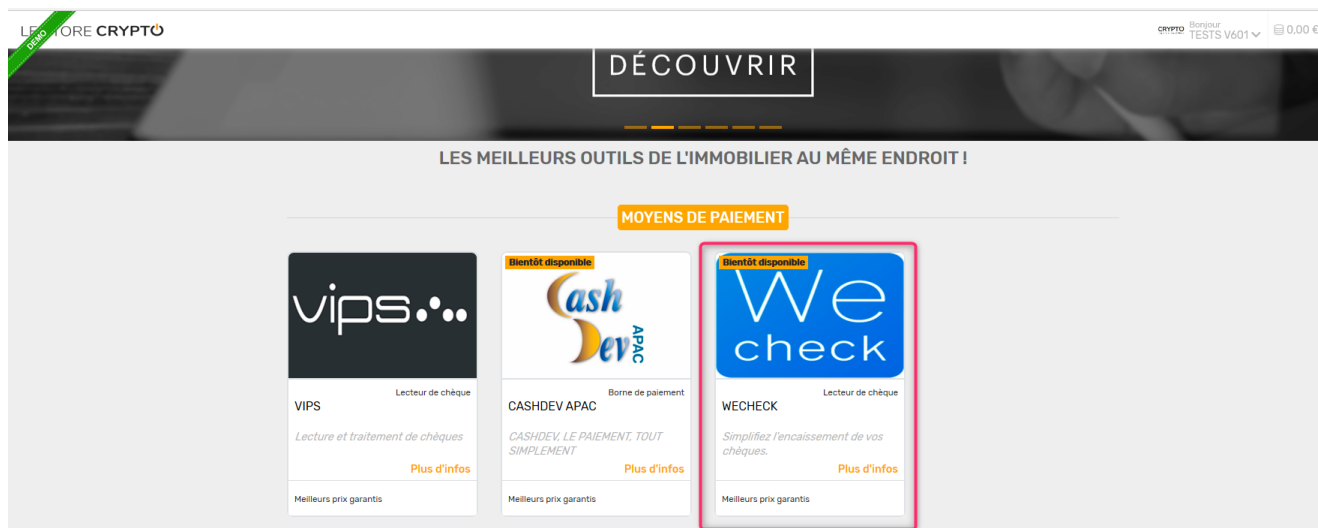 LE STORE CRYPTO
DEMO
CRYPTO
Bonjour
TESTS V601
0,00 €
DÉCOUVRIR
LES MEILLEURS OUTILS DE L'IMMOBILIER AU MÊME ENDROIT !
MOYENS DE PAIEMENT
vips
Lecteur de chèque
VIPS
Lecture et traitement de chèques
Plus d'infos
Meilleurs prix garantis
Bientôt disponible
Cash
Dev
APAC
Borne de paiement
CASHDEV APAC
CASHDEV, LE PAIEMENT, TOUT
SIMPLEMENT
Plus d'infos
Meilleurs prix garantis
Bientôt disponible
We
check
Lecteur de chèque
WECHECK
Simplifiez l'encaissement de vos
chèques.
Plus d'infos
Meilleurs prix garantis